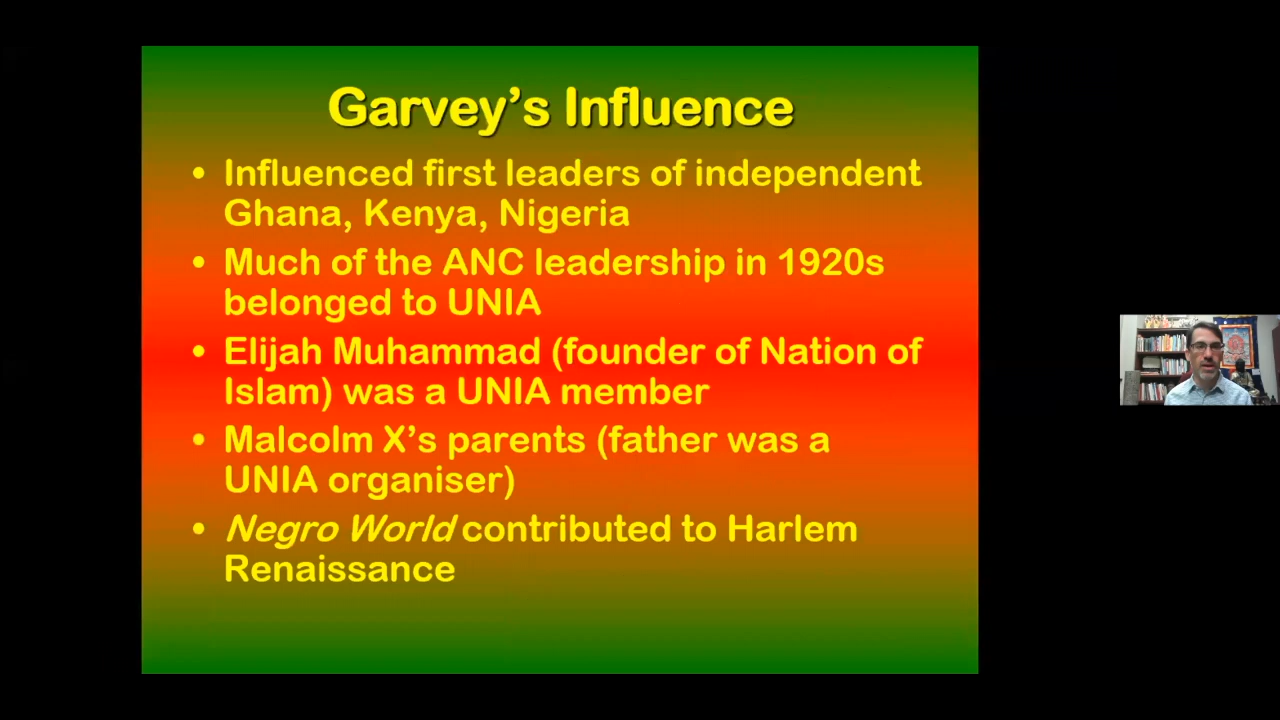 Garvey’s Influence
• Influenced first leaders of independent
Ghana, Kenya, Nigeria
• Much of the ANC leadership in 1920s
belonged to UNIA
• Elijah Muhammad (founder of Nation of
Islam) was a UNIA member
• Malcolm X’s parents (father was a
UNIA organiser)
• Negro World contributed to Harlem
Renaissance